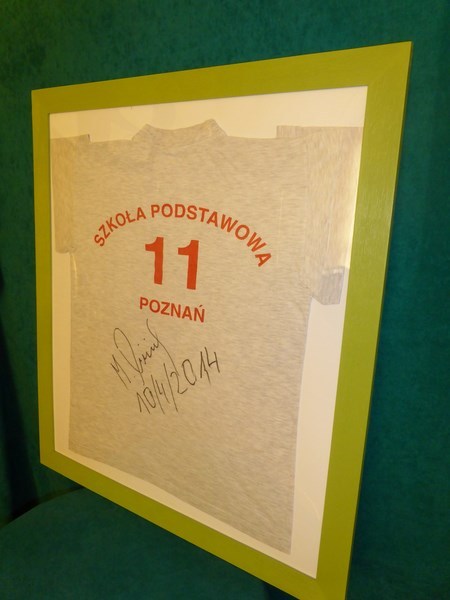 SZKOŁA PODSTAWOWA
11
POZNAŃ
10/4/2014